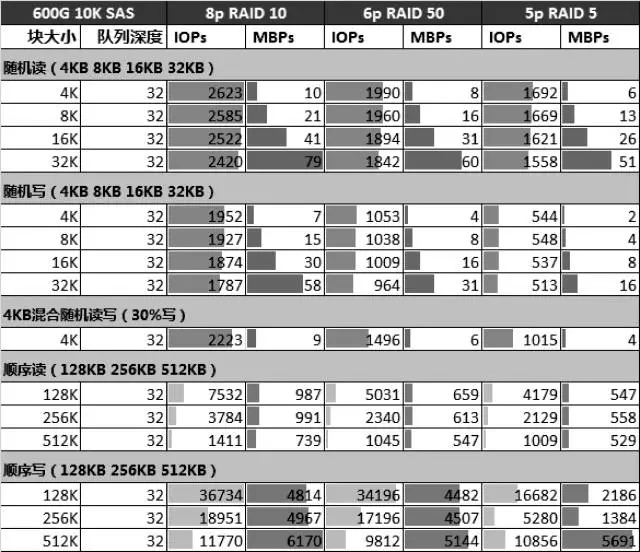 600G 10K SAS 8p RAID 10 6p RAID 50 5p RAID 5
块大小 队列深度 IOPs MBPs IOPs MBPs IOPs MBPs
随机读（4KB 8KB 16KB 32KB）
4K 32 2623 10 1990 8 1692 6
8K 32 2585 21 1960 16 1669 13
16K 32 2522 41 1894 31 1621 26
32K 32 2420 79 1842 60 1558 51
随机写（4KB 8KB 16KB 32KB）
4K 32 1952 7 1053 4 544 2
8K 32 1927 15 1038 8 548 4
16K 32 1874 30 1009 16 537 8
32K 32 1787 58 964 31 513 16
4KB混合随机读写（30%写）
4K 32 2223 9 1496 6 1015 4
顺序读（128KB 256KB 512KB）
128K 32 7532 987 5031 659 4179 547
256K 32 3784 991 2340 613 2129 558
512K 32 1411 739 1045 547 1009 529
顺序写（128KB 256KB 512KB）
128K 32 36734 4814 34196 4482 16682 2186
256K 32 18951 4967 17196 4507 5280 1384
512K 32 11770 6170 9812 5144 10856 5691